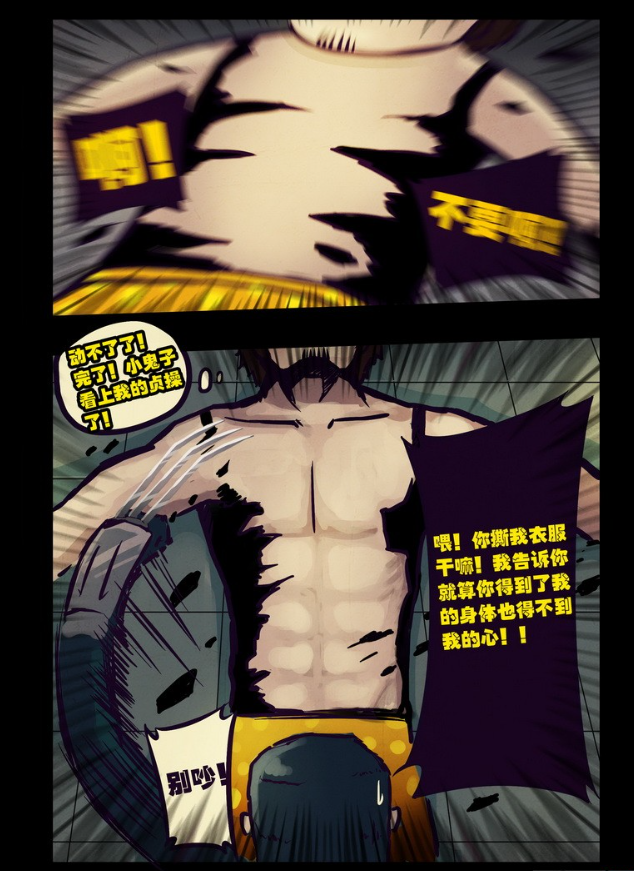 啊！
不要啊!!
动不了了！
完了！小鬼子
看上我的贞操
了！
喂！你撕我衣服
干嘛！我告诉你
就算你得到了我
的身体也得不到
我的心！！
别吵！